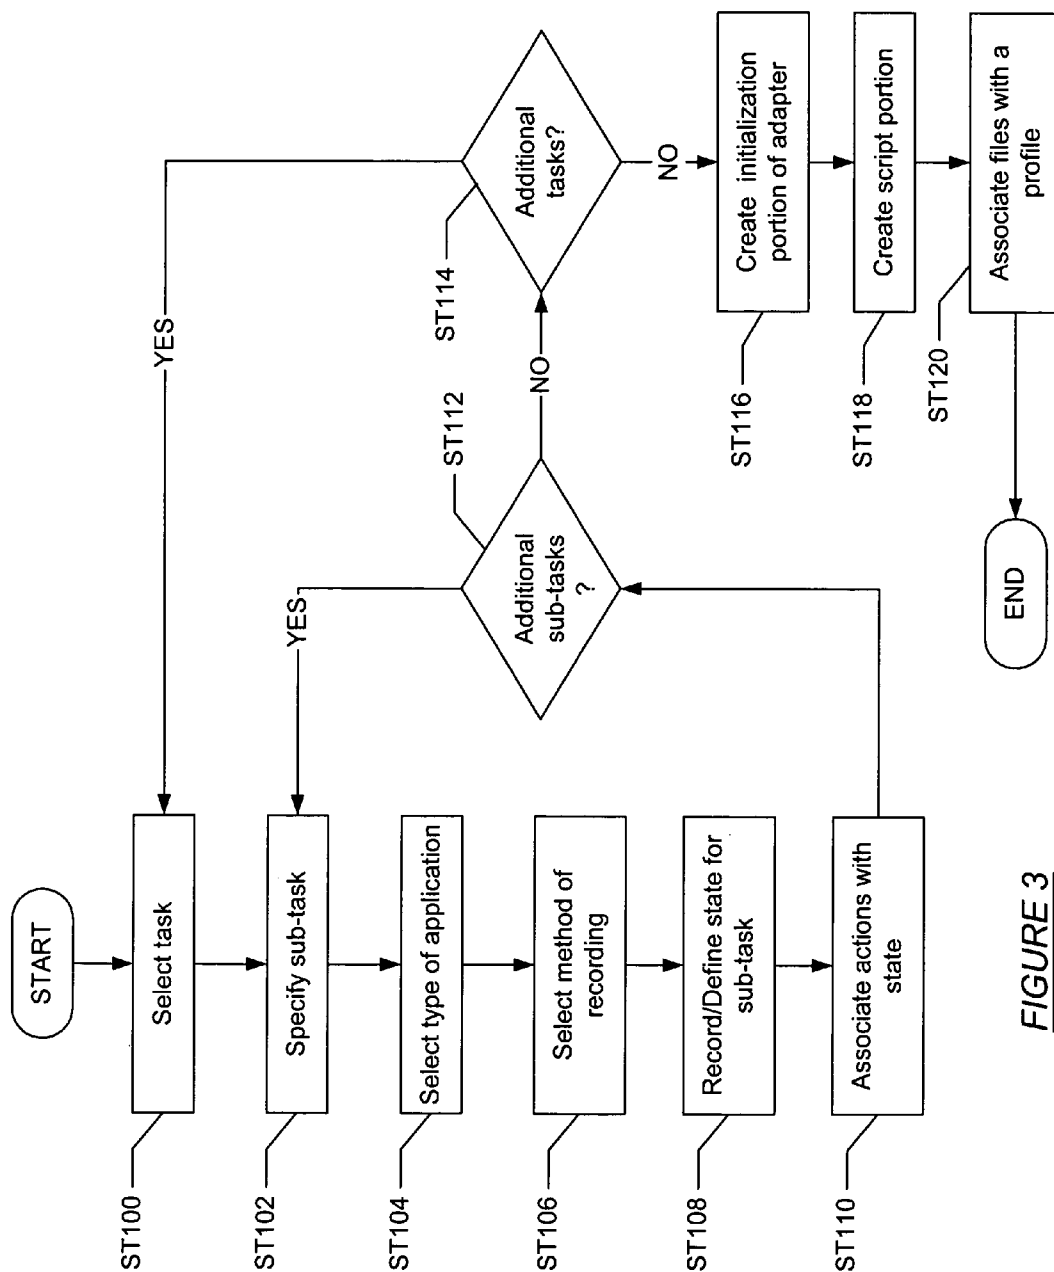 START
ST100
Select task
ST102
Specify sub-task
ST104
Select type of application
ST106
Select method of
recording
ST108
Record/Define state for
sub-task
ST110
Associate actions with
state
YES
Additional
sub-tasks
?
ST112
NO
YES
Additional
tasks?
ST114
NO
ST116
Create initialization
portion of adapter
ST118
Create script portion
ST120
Associate files with a
profile
END
FIGURE 3